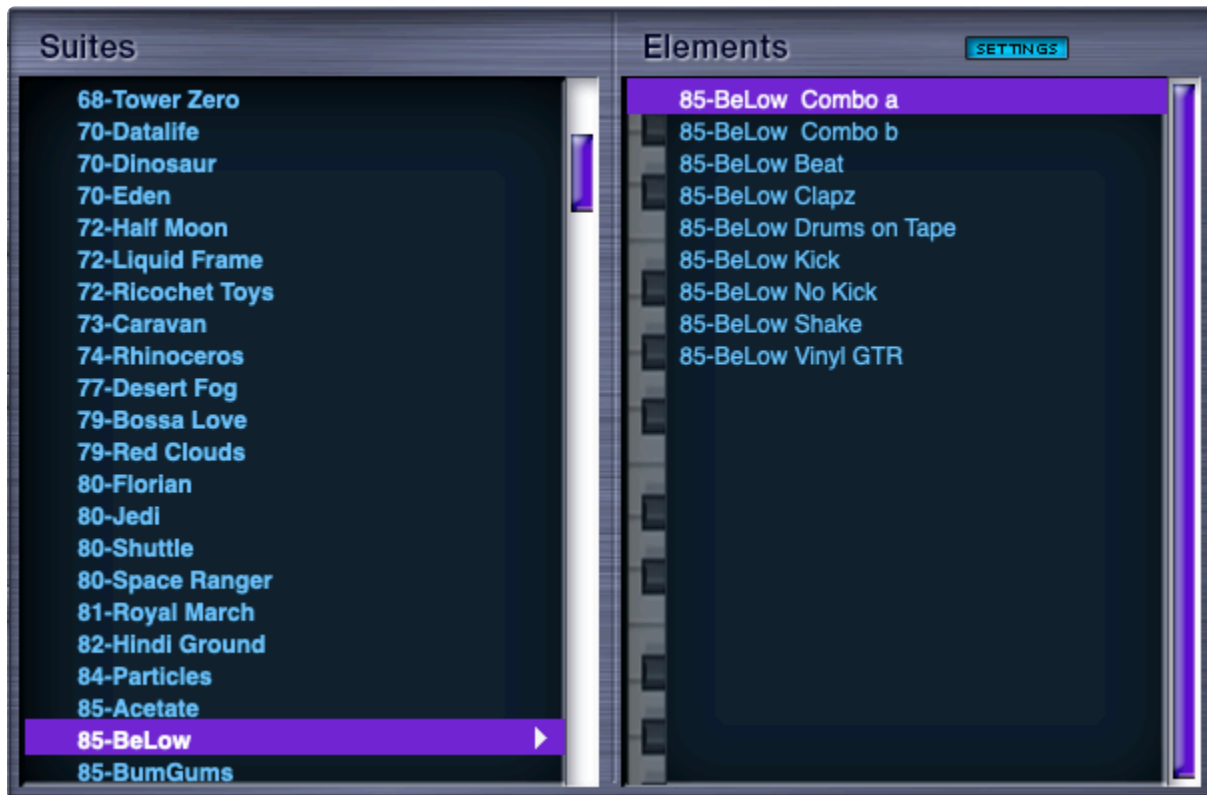 Suites
68-Tower Zero
70-Datalife
70-Dinosaur
70-Eden
72-Half Moon
72-Liquid Frame
72-Ricochet Toys
73-Caravan
74-Rhinoceros
77-Desert Fog
79-Bossa Love
79-Red Clouds
80-Florian
80-Jedi
80-Shuttle
80-Space Ranger
81-Royal March
82-Hindi Ground
84-Particles
85-Acetate
85-BeLow
85-BumGums
Elements
SETTINGS
85-BeLow  Combo a
85-BeLow  Combo b
85-BeLow Beat
85-BeLow Clapz
85-BeLow Drums on Tape
85-BeLow Kick
85-BeLow No Kick
85-BeLow Shake
85-BeLow Vinyl GTR